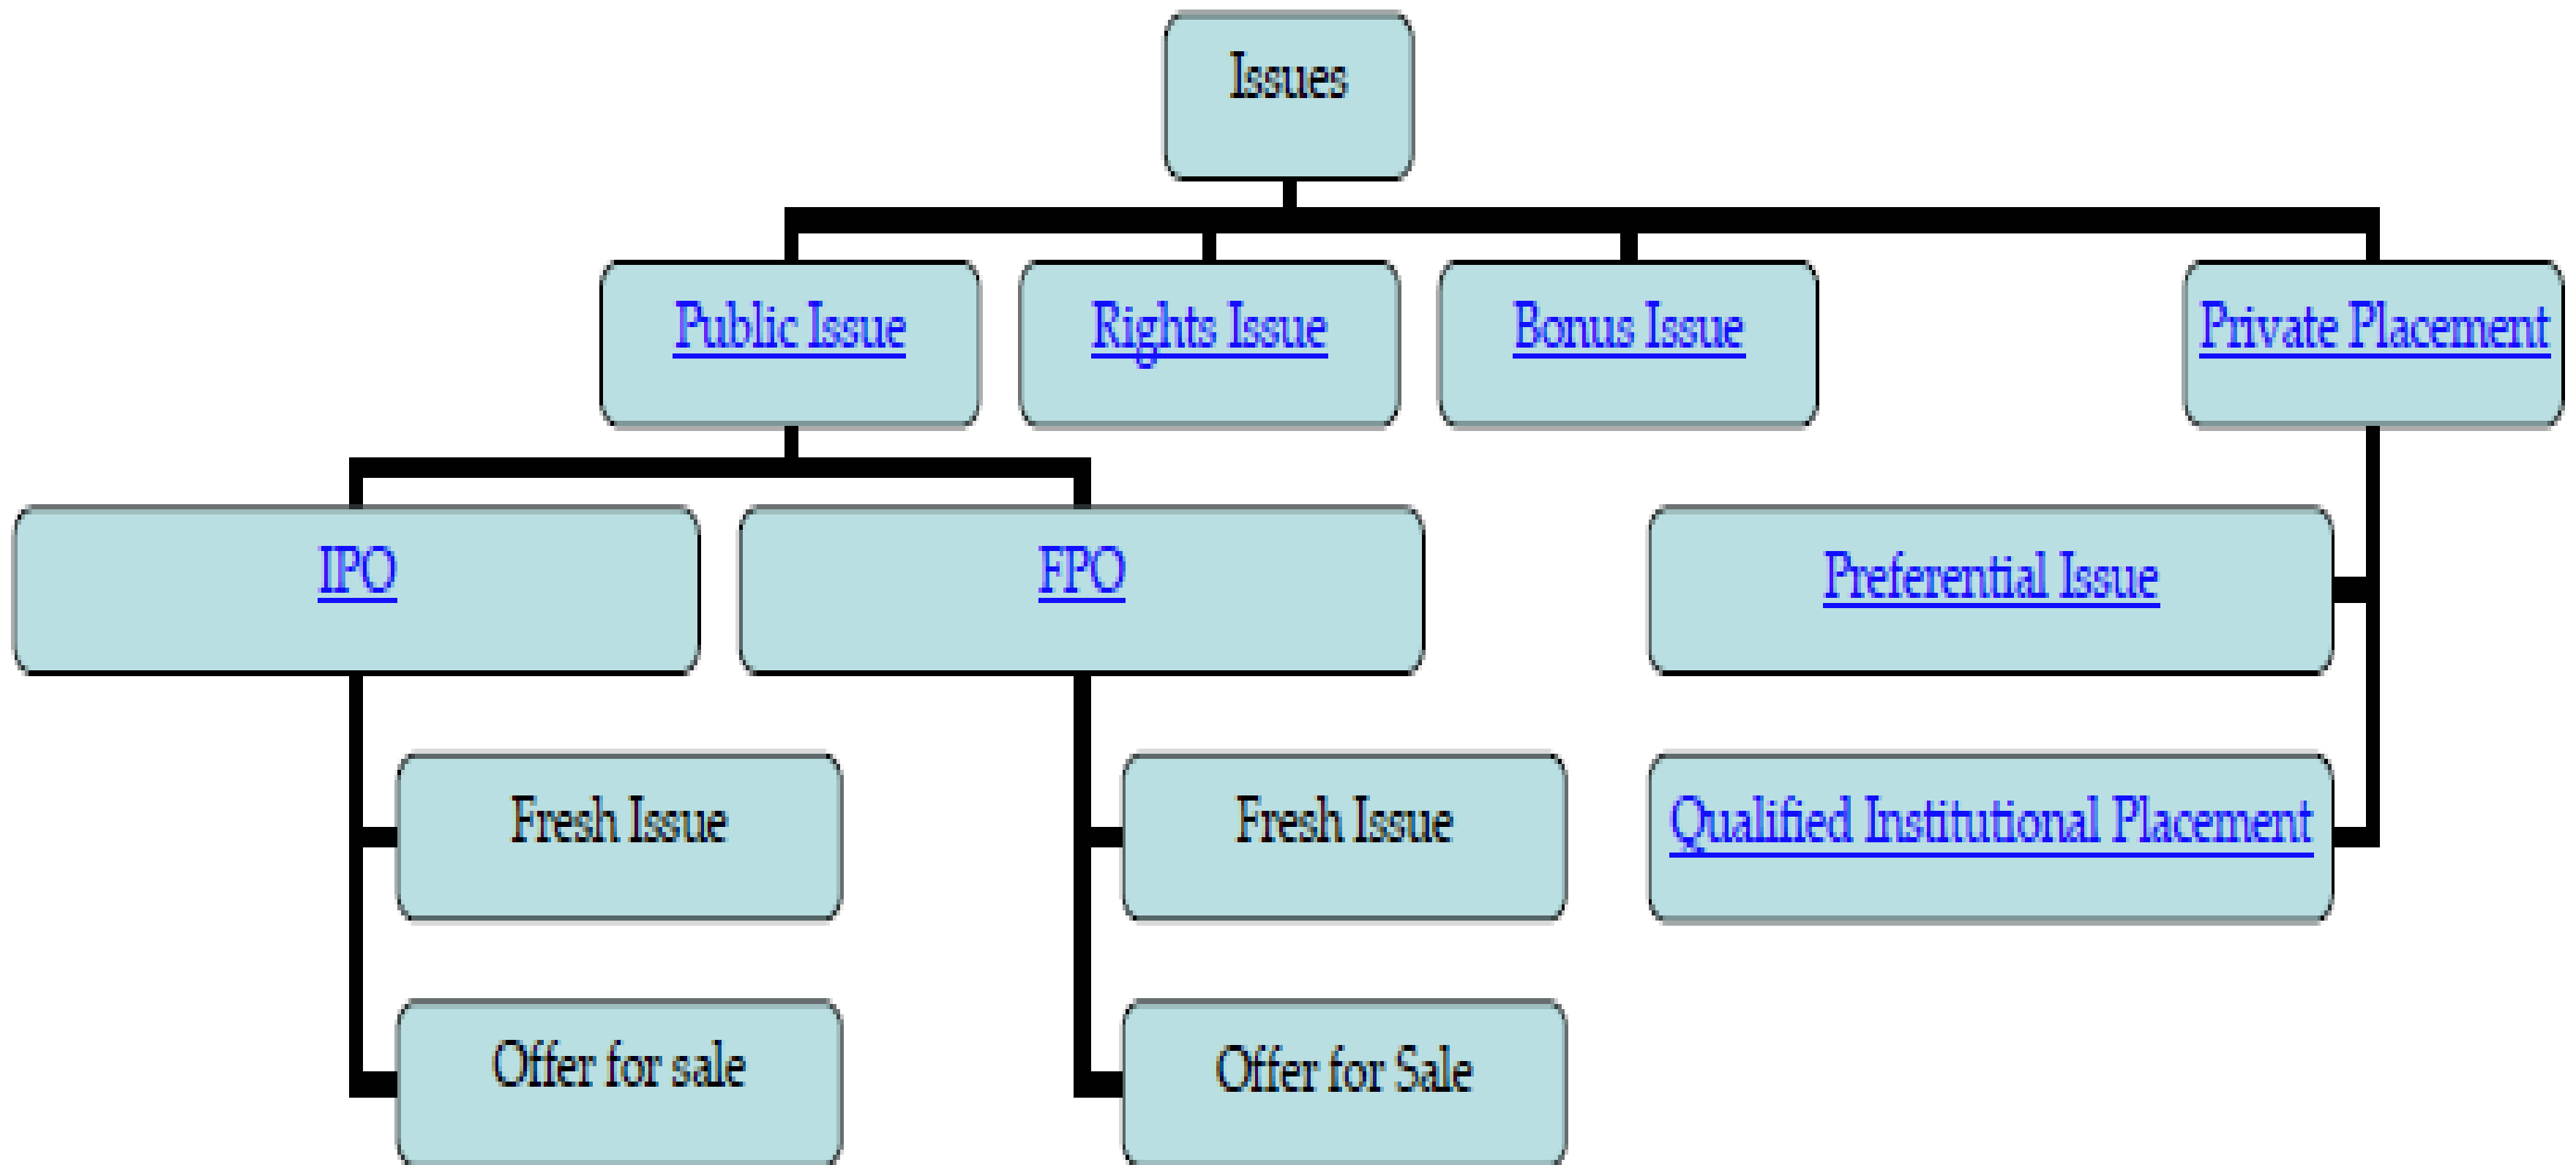 Issues
Public Issue
Rights Issue
Bonus Issue
Private Placement
IPO
FPO
Preferential Issue
Fresh Issue
Fresh Issue
Qualified Institutional Placement
Offer for sale
Offer for Sale